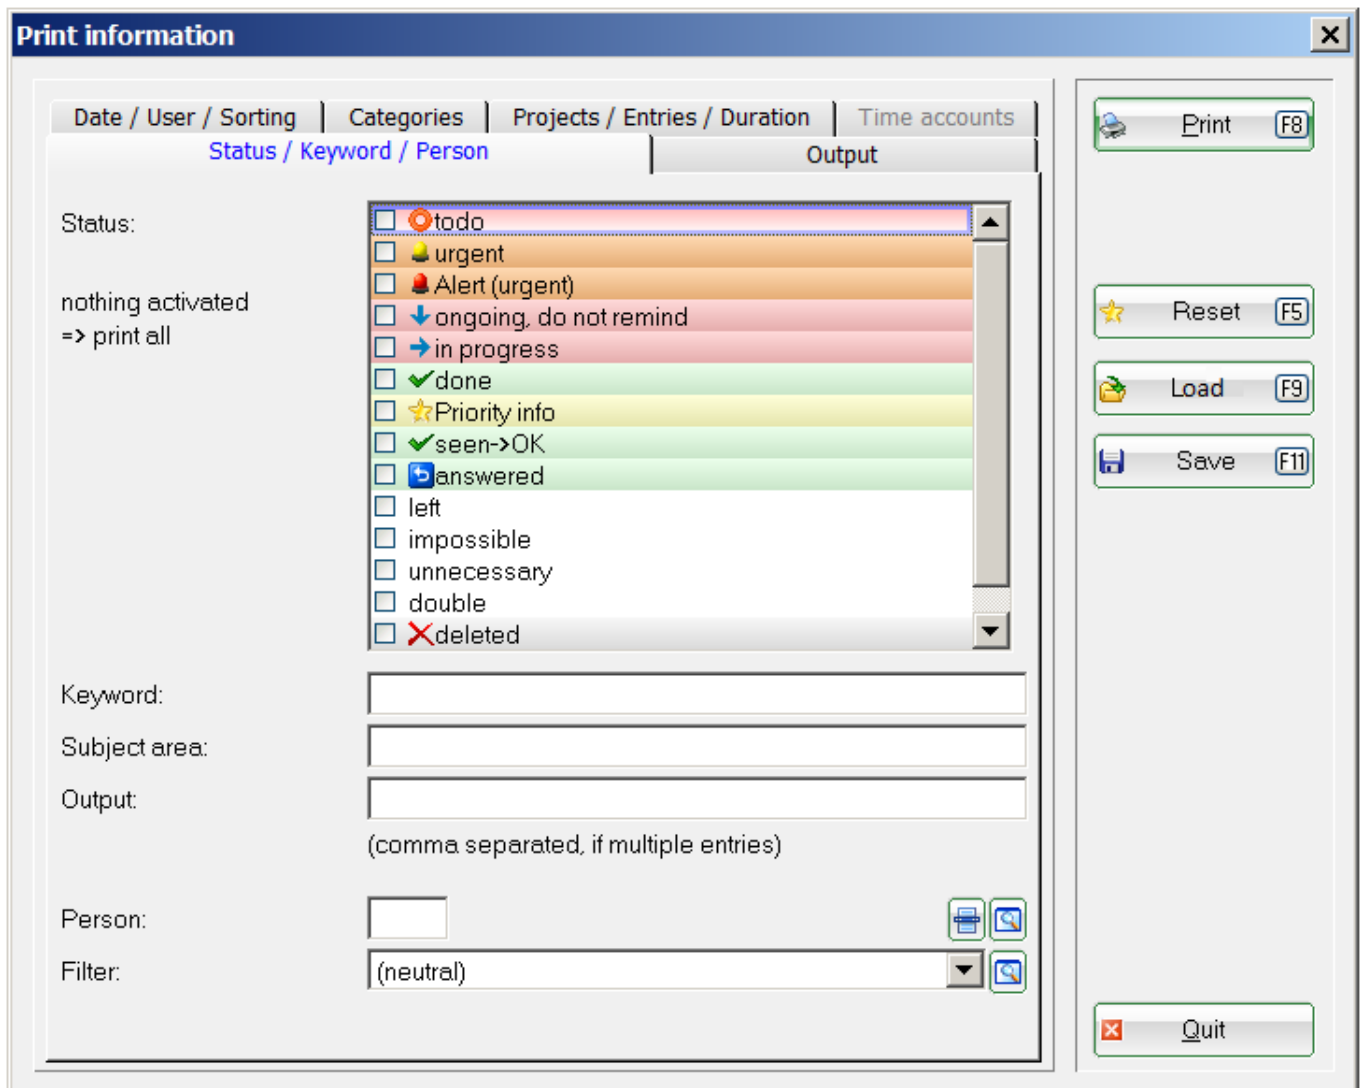 Print information
Date / User / Sorting
Categories
Projects / Entries / Duration
Time accounts
Status / Keyword / Person
Output
Status:
nothing activated
=> print all
todo
urgent
Alert (urgent)
ongoing, do not remind
in progress
done
Priority info
seen->OK
answered
left
impossible
unnecessary
double
deleted
Keyword:
Subject area:
Output:
(comma separated, if multiple entries)
Person:
Filter:
(neutral)
Print F8
Reset F5
Load F9
Save F11
Quit